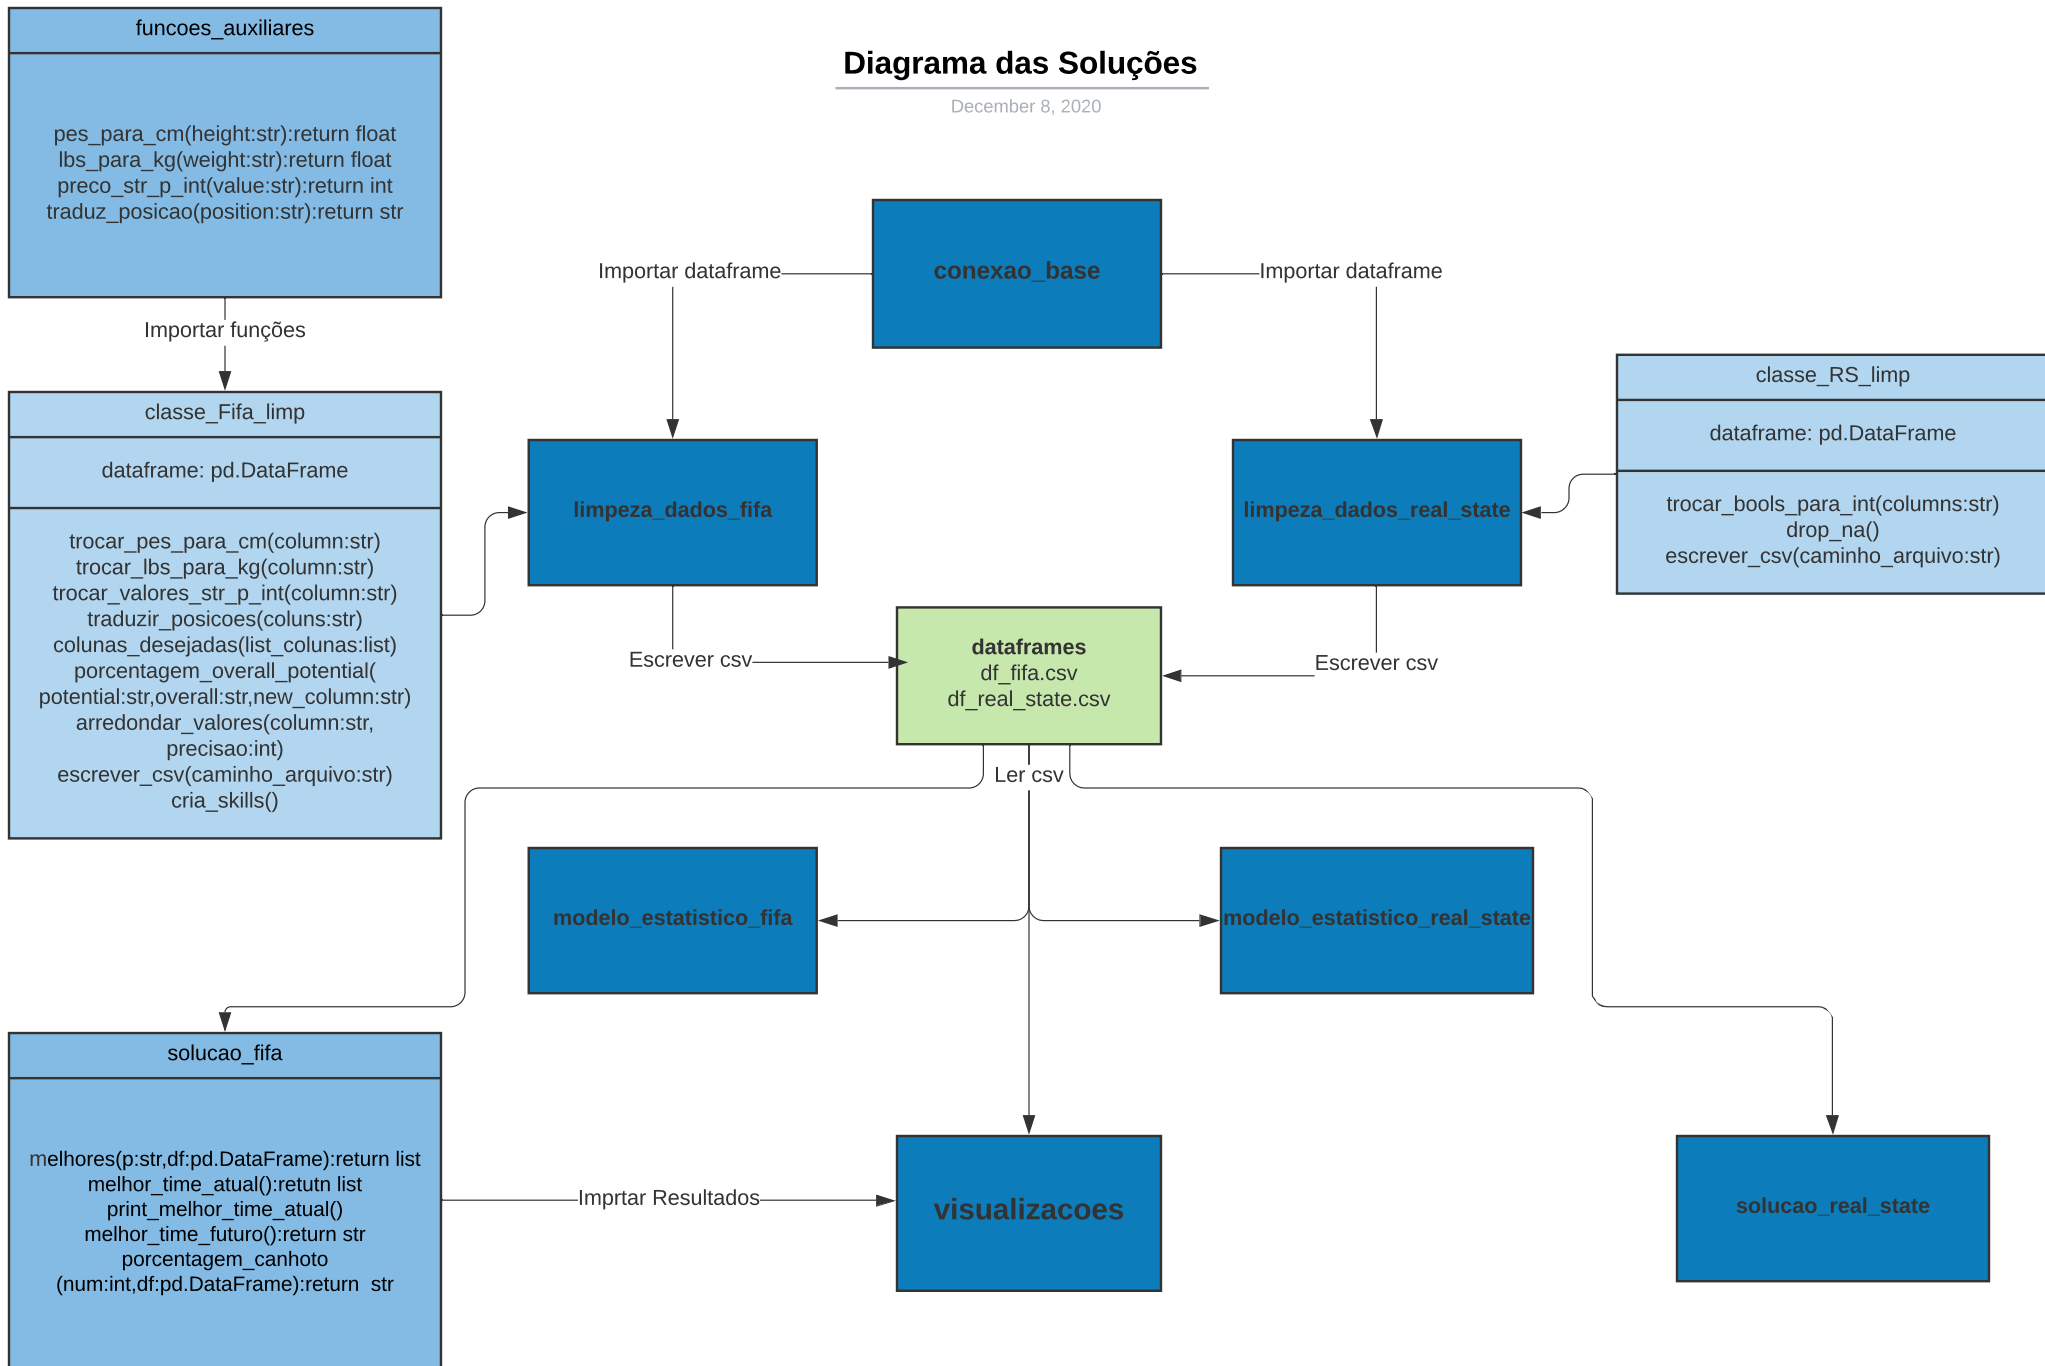 funcoes_auxiliares
pes_para_cm(height:str):return float
lbs_para_kg(weight:str):return float
preco_str_p_int(value:str):return int
traduz_posicao(position:str):return str
Diagrama das Soluções
December 8, 2020
conexao_base
Importar dataframe
Importar dataframe
Importar funções
classe_Fifa_limp
dataframe: pd.DataFrame
trocar_pes_para_cm(column:str)
trocar_lbs_para_kg(column:str)
trocar_valores_str_p_int(column:str)
traduzir_posicoes(coluns:str)
colunas_desejadas(list_colunas:list)
porcentagem_overall_potential(
potential:str,overall:str,new_column:str)
arredondar_valores(column:str,
precisao:int)
escrever_csv(caminho_arquivo:str)
cria_skills()
limpeza_dados_fifa
limpeza_dados_real_state
classe_RS_limp
dataframe: pd.DataFrame
trocar_bools_para_int(columns:str)
drop_na()
escrever_csv(caminho_arquivo:str)
Escrever csv
dataframes
df_fifa.csv
df_real_state.csv
Escrever csv
Ler csv
modelo_estatistico_fifa
modelo_estatistico_real_state
solucao_fifa
melhores(p:str,df:pd.DataFrame):return list
melhor_time_atual():retutn list
print_melhor_time_atual()
melhor_time_futuro():return str
porcentagem_canhoto
(num:int,df:pd.DataFrame):return  str
Imprtar Resultados
visualizacoes
solucao_real_state